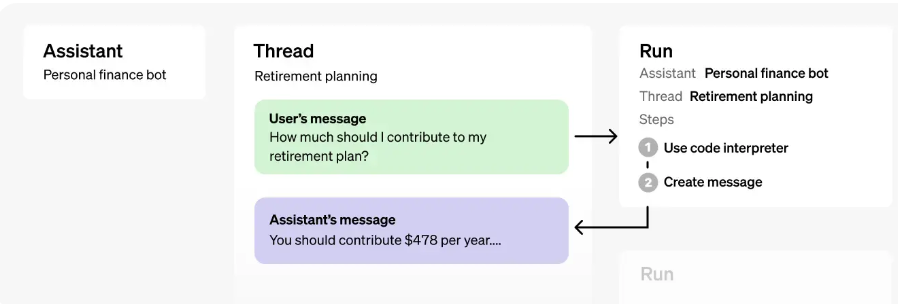 Assistant
Personal finance bot
Thread
Retirement planning
User's message
How much should I contribute to my
retirement plan?
Assistant's message
You should contribute $478 per year....
Run
Assistant Personal finance bot
Thread Retirement planning
Steps
1 Use code interpreter
2 Create message
Run